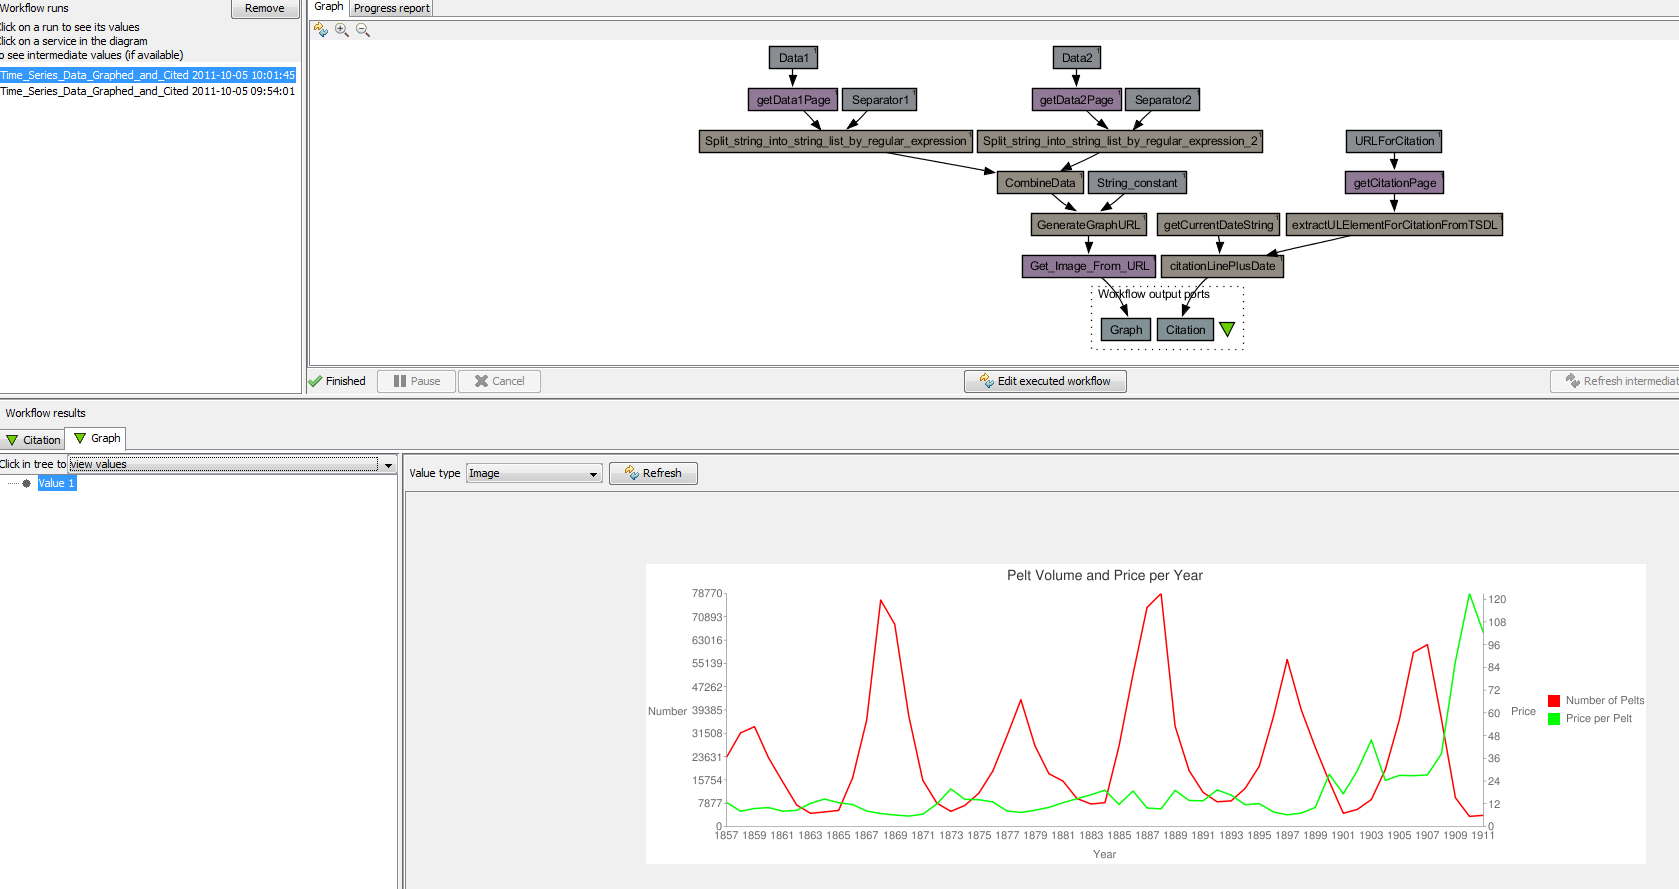 Workflow runs
Remove
Click on a run to see its values
Click on a service in the diagram
o see intermediate values (if available)
Time_Series_Data_Graphed_and_Cited 2011-10-05 10:01:45
Time_Series_Data_Graphed_and_Cited 2011-10-05 09:54:01
Graph
Progress report
Data1
Data2
getData1Page
Separator1
getData2Page
Separator2
Split_string_into_string_list_by_regular_expression
Split_string_into_string_list_by_regular_expression_2
URLForCitation
CombineData
String_constant
getCitationPage
GenerateGraphURL
getCurrentDateString
extractULElementForCitationFromTSDL
Get_Image_From_URL
citationLinePlusDate
Workflow output ports
Graph
Citation
Finished
Pause
Cancel
Edit executed workflow
Refresh intermediat
Workflow results
Citation
Graph
Click in tree to
view values
Value 1
Value type
Image
Refresh
Pelt Volume and Price per Year
78770
70893
63016
55139
47262
39385
31508
23631
15754
7877
0
Number
120
108
96
84
72
60
48
36
24
12
0
Price
Number of Pelts
Price per Pelt
1857 1859 1861 1863 1865 1867 1869 1871 1873 1875 1877 1879 1881 1883 1885 1887 1889 1891 1893 1895 1897 1899 1901 1903 1905 1907 1909 1911
Year